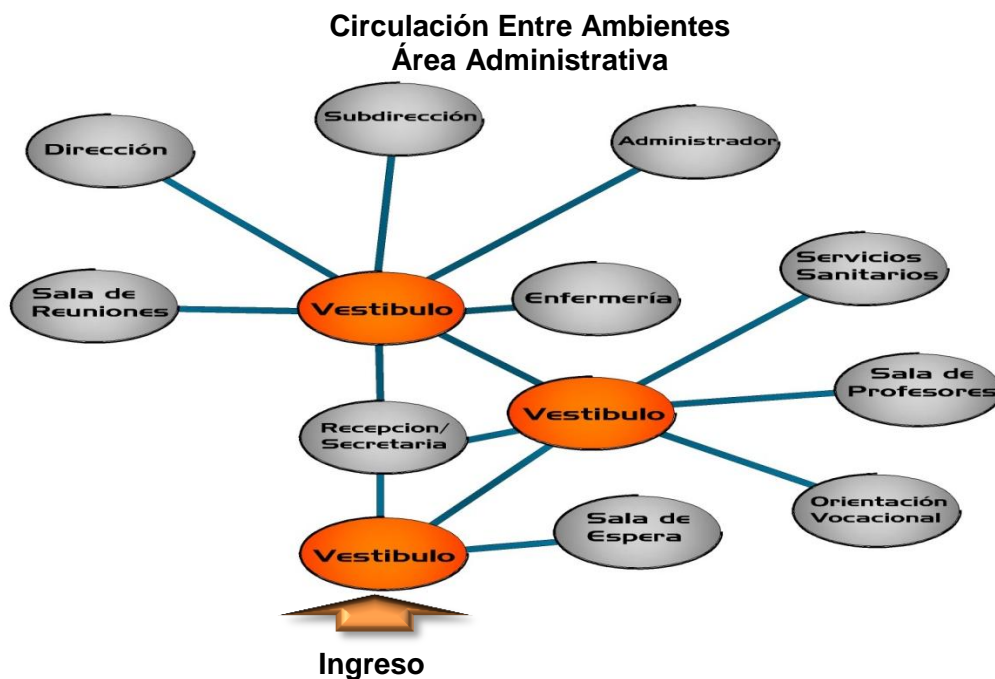 Circulación Entre Ambientes
Área Administrativa
Subdirección
Dirección
Administrador
Servicios
Sanitarios
Sala de
Reuniones
Vestibulo
Enfermería
Sala de
Profesores
Vestibulo
Recepcion/
Secretaria
Orientación
Vocacional
Sala de
Espera
Vestibulo
Ingreso